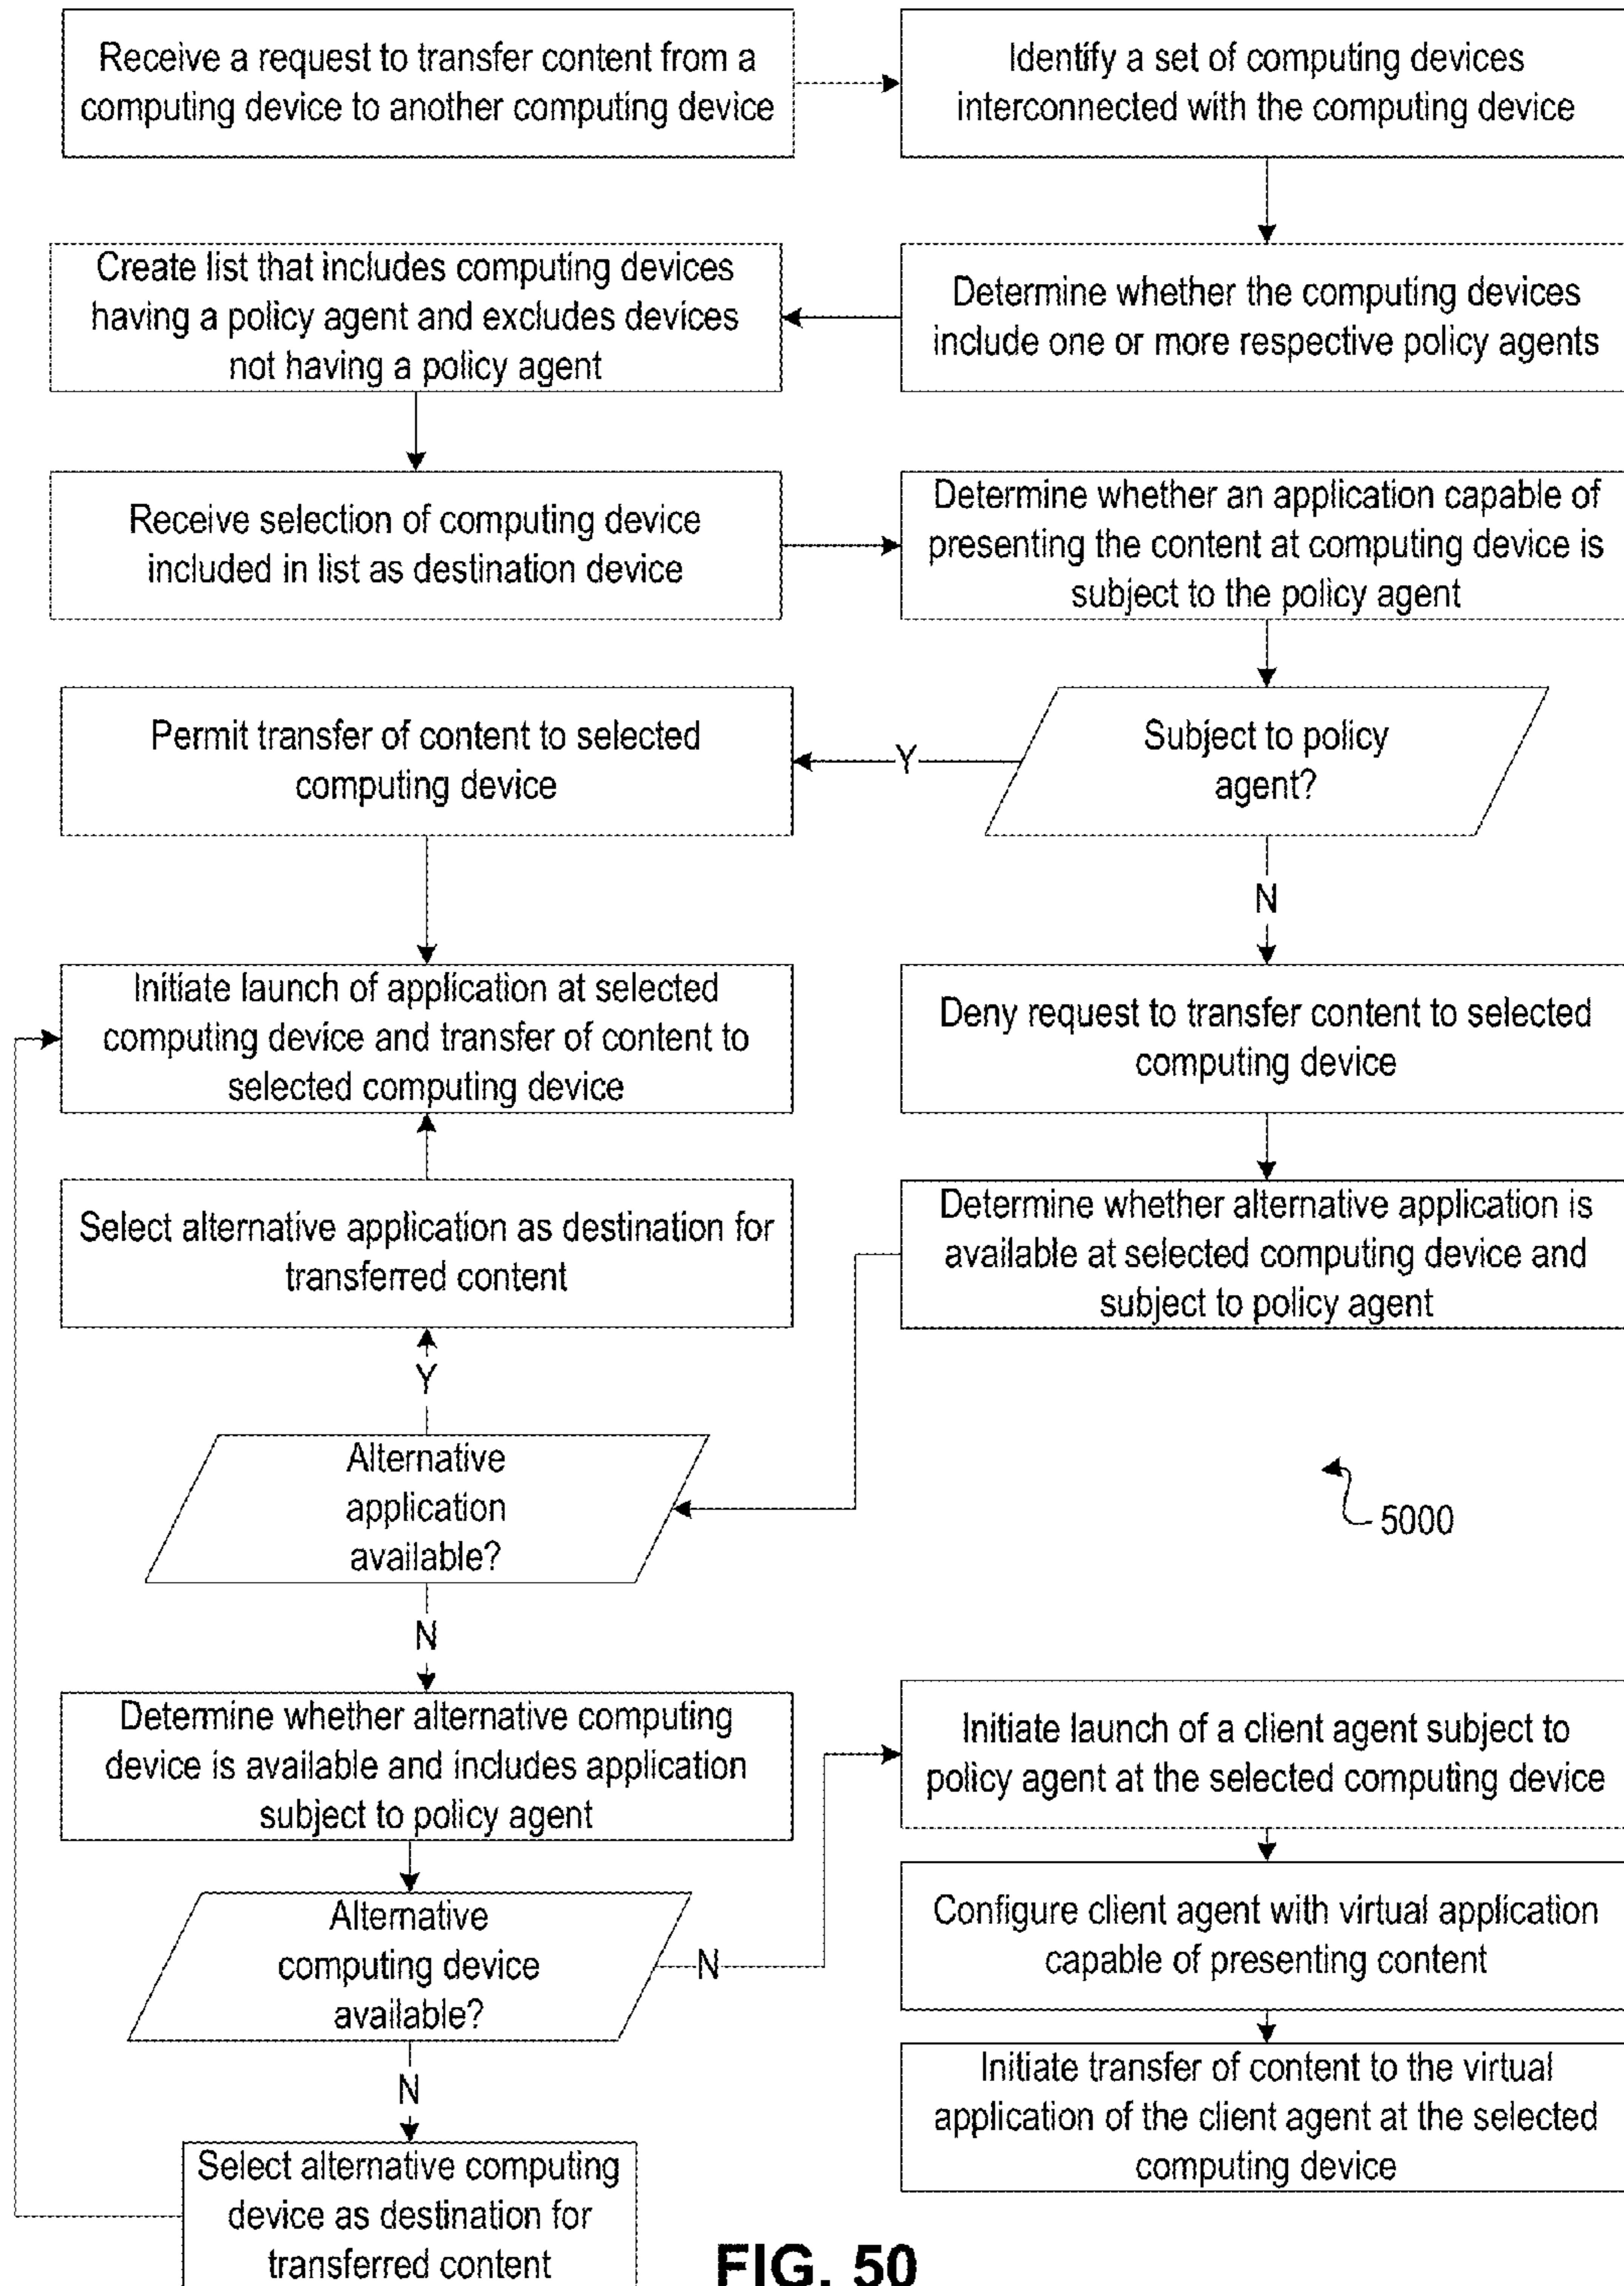 Receive a request to transfer content from a
computing device to another computing device
Identify a set of computing devices
interconnected with the computing device
Create list that includes computing devices
having a policy agent and excludes devices
not having a policy agent
Determine whether the computing devices
include one or more respective policy agents
Receive selection of computing device
included in list as destination device
Determine whether an application capable of
presenting the content at computing device is
subject to the policy agent
Permit transfer of content to selected
computing device
Y
Subject to policy
agent?
N
Initiate launch of application at selected
computing device and transfer of content to
selected computing device
Deny request to transfer content to selected
computing device
Select alternative application as destination for
transferred content
Determine whether alternative application is
available at selected computing device and
subject to policy agent
Y
Alternative
application
available?
5000
N
Determine whether alternative computing
device is available and includes application
subject to policy agent
Initiate launch of a client agent subject to
policy agent at the selected computing device
Alternative
computing device
available?
N
Configure client agent with virtual application
capable of presenting content
N
Initiate transfer of content to the virtual
application of the client agent at the selected
computing device
Select alternative computing
device as destination for
transferred content
FIG. 50